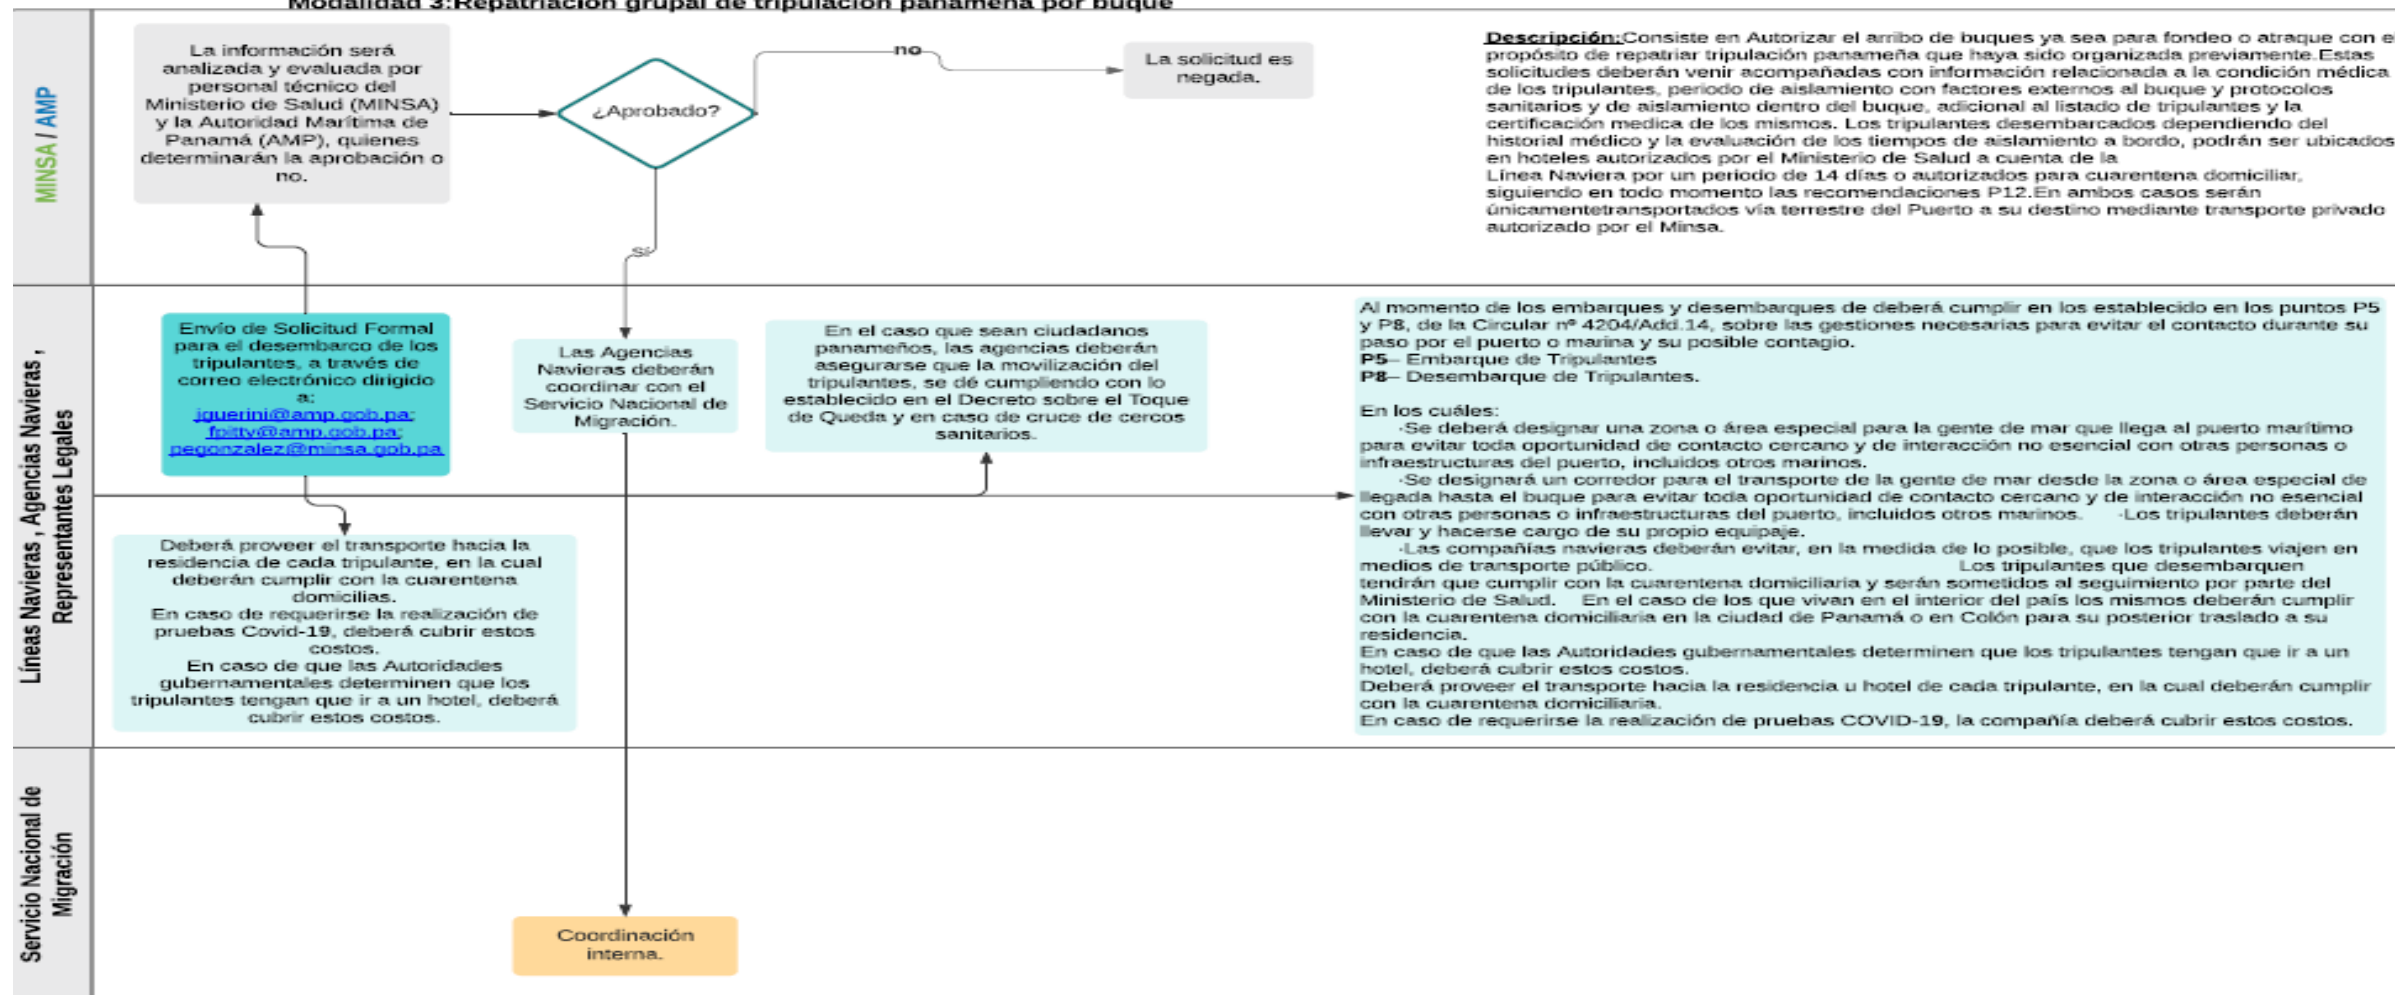 Modalidad 3:Repatriación grupal de tripulación panameña por buque
MINSA / AMP
La información será
analizada y evaluada por
personal técnico del
Ministerio de Salud (MINSA)
y la Autoridad Marítima de
Panamá (AMP), quienes
determinarán la aprobación o
no.
¿Aprobado?
no
La solicitud es
negada.
si
Descripción:Consiste en Autorizar el arribo de buques ya sea para fondeo o atraque con el
propósito de repatriar tripulación panameña que haya sido organizada previamente.Estas
solicitudes deberán venir acompañadas con información relacionada a la condición médica
de los tripulantes, periodo de aislamiento con factores externos al buque y protocolos
sanitarios y de aislamiento dentro del buque, adicional al listado de tripulantes y la
certificación medica de los mismos. Los tripulantes desembarcados dependiendo del
historial médico y la evaluación de los tiempos de aislamiento a bordo, podrán ser ubicados
en hoteles autorizados por el Ministerio de Salud a cuenta de la
Línea Naviera por un periodo de 14 días o autorizados para cuarentena domiciliar,
siguiendo en todo momento las recomendaciones P12.En ambos casos serán
únicamentetransportados vía terrestre del Puerto a su destino mediante transporte privado
autorizado por el Minsa.
Líneas Navieras , Agencias Navieras ,
Representantes Legales
Envío de Solicitud Formal
para el desembarco de los
tripulantes, a través de
correo electrónico dirigido
a:
jguerini@amp.gob.pa;
fpitty@amp.gob.pa;
pegonzalez@minsa.gob.pa
Las Agencias
Navieras deberán
coordinar con el
Servicio Nacional de
Migración.
En el caso que sean ciudadanos
panameños, las agencias deberán
asegurarse que la movilización del
tripulantes, se dé cumpliendo con lo
establecido en el Decreto sobre el Toque
de Queda y en caso de cruce de cercos
sanitarios.
Deberá proveer el transporte hacia la
residencia de cada tripulante, en la cual
deberán cumplir con la cuarentena
domicilias.
En caso de requerirse la realización de
pruebas Covid-19, deberá cubrir estos
costos.
En caso de que las Autoridades
gubernamentales determinen que los
tripulantes tengan que ir a un hotel, deberá
cubrir estos costos.
Al momento de los embarques y desembarques de deberá cumplir en los establecido en los puntos P5
y P8, de la Circular nº 4204/Add.14, sobre las gestiones necesarias para evitar el contacto durante su
paso por el puerto o marina y su posible contagio.
P5– Embarque de Tripulantes
P8– Desembarque de Tripulantes.
En los cuáles:
·Se deberá designar una zona o área especial para la gente de mar que llega al puerto marítimo
para evitar toda oportunidad de contacto cercano y de interacción no esencial con otras personas o
infraestructuras del puerto, incluidos otros marinos.
·Se designará un corredor para el transporte de la gente de mar desde la zona o área especial de
llegada hasta el buque para evitar toda oportunidad de contacto cercano y de interacción no esencial
con otras personas o infraestructuras del puerto, incluidos otros marinos. ·Los tripulantes deberán
llevar y hacerse cargo de su propio equipaje.
·Las compañías navieras deberán evitar, en la medida de lo posible, que los tripulantes viajen en
medios de transporte público. Los tripulantes que desembarquen
tendrán que cumplir con la cuarentena domiciliaria y serán sometidos al seguimiento por parte del
Ministerio de Salud. En el caso de los que vivan en el interior del país los mismos deberán cumplir
con la cuarentena domiciliaria en la ciudad de Panamá o en Colón para su posterior traslado a su
residencia.
En caso de que las Autoridades gubernamentales determinen que los tripulantes tengan que ir a un
hotel, deberá cubrir estos costos.
Deberá proveer el transporte hacia la residencia u hotel de cada tripulante, en la cual deberán cumplir
con la cuarentena domiciliaria.
En caso de requerirse la realización de pruebas COVID-19, la compañía deberá cubrir estos costos.
Servicio Nacional de
Migración
Coordinación
interna.